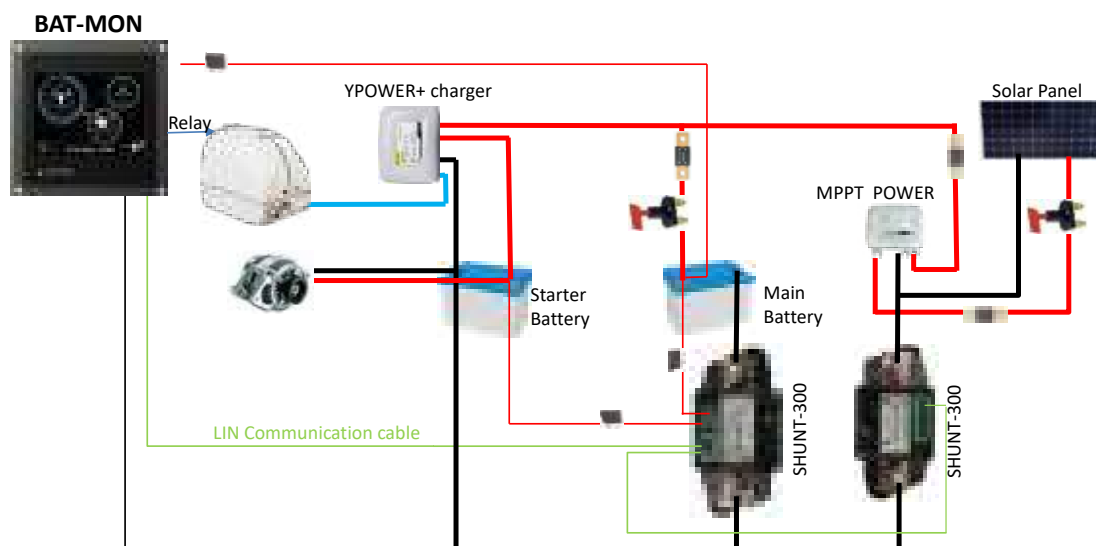 BAT-MON
YPOWER+ charger
Solar Panel
Relay
MPPT POWER
Starter
Battery
Main
Battery
SHUNT-300
SHUNT-300
LIN Communication cable